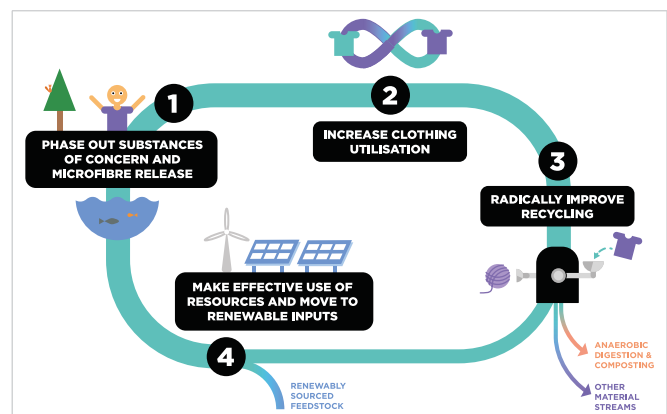 1
PHASE OUT SUBSTANCES
OF CONCERN AND
MICROFIBRE RELEASE
2
INCREASE CLOTHING
UTILISATION
3
RADICALLY IMPROVE
RECYCLING
MAKE EFFECTIVE USE OF
RESOURCES AND MOVE TO
RENEWABLE INPUTS
4
RENEWABLY
SOURCED
FEEDSTOCK
ANAEROBIC
DIGESTION &
COMPOSTING
OTHER
MATERIAL
STREAMS